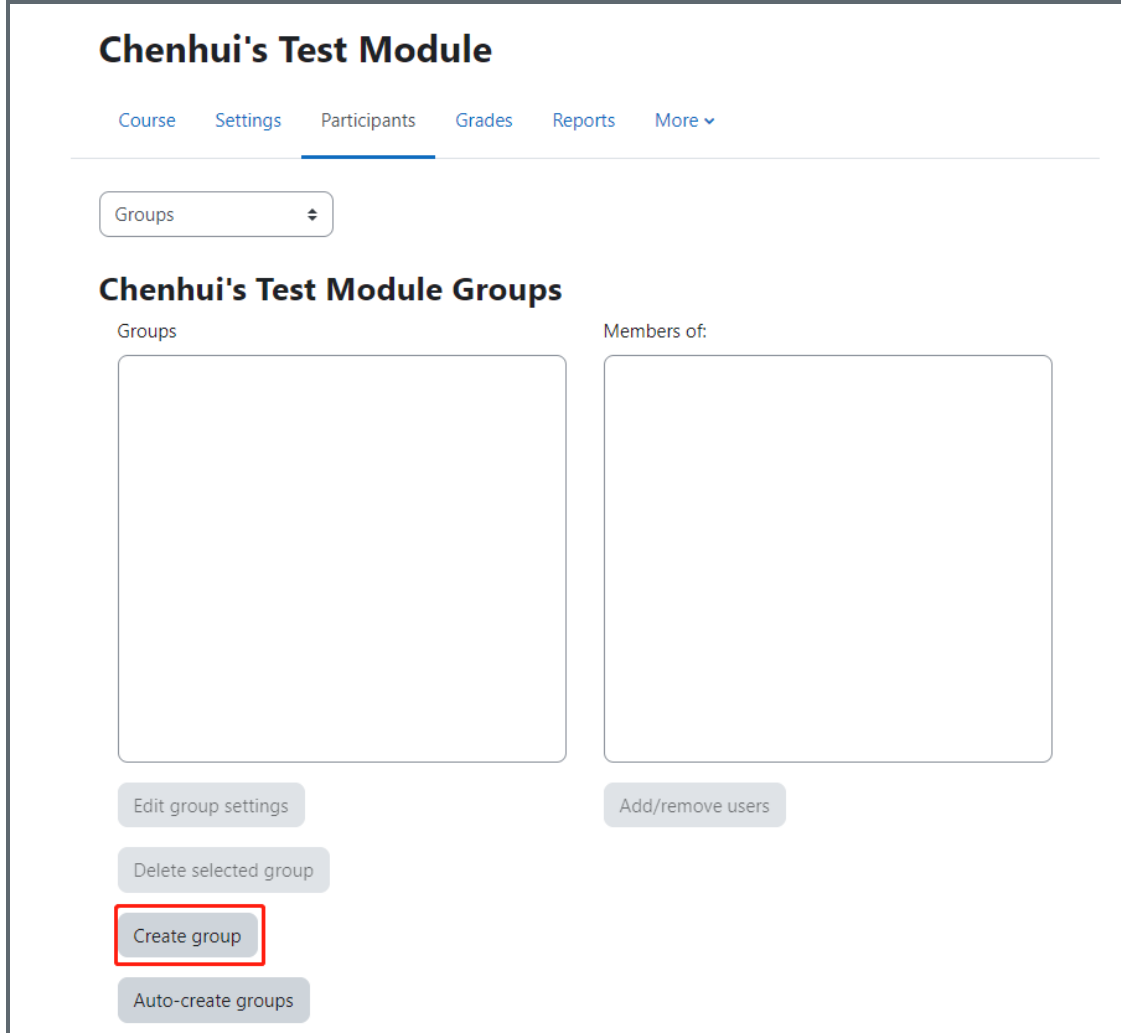 Chenhui's Test Module
Course Settings Participants Grades Reports More
Groups
Chenhui's Test Module Groups
Groups Members of:
Edit group settings Add/remove users
Delete selected group
Create group
Auto-create groups